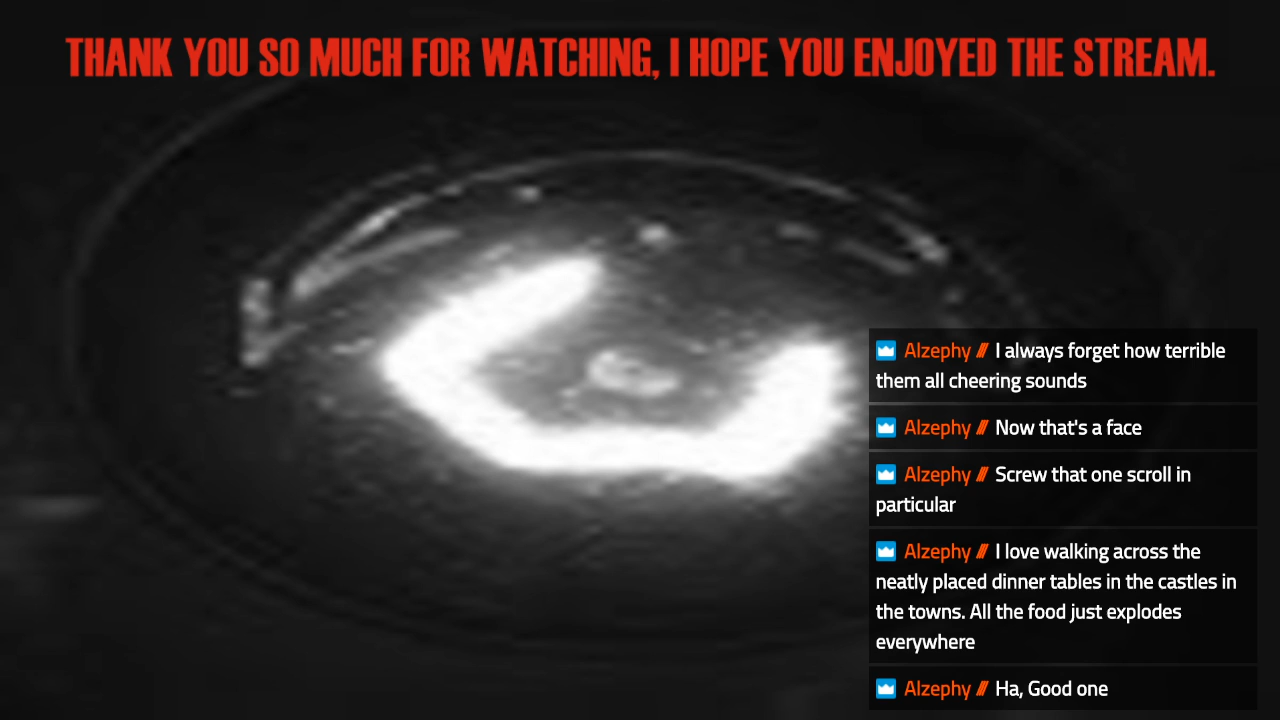 THANK YOU SO MUCH FOR WATCHING, I HOPE YOU ENJOYED THE STREAM.
Alzephy /// I always forget how terrible
them all cheering sounds
Alzephy /// Now that's a face
Alzephy /// Screw that one scroll in
particular
Alzephy /// I love walking across the
neatly placed dinner tables in the castles in
the towns. All the food just explodes
everywhere
Alzephy /// Ha, Good one